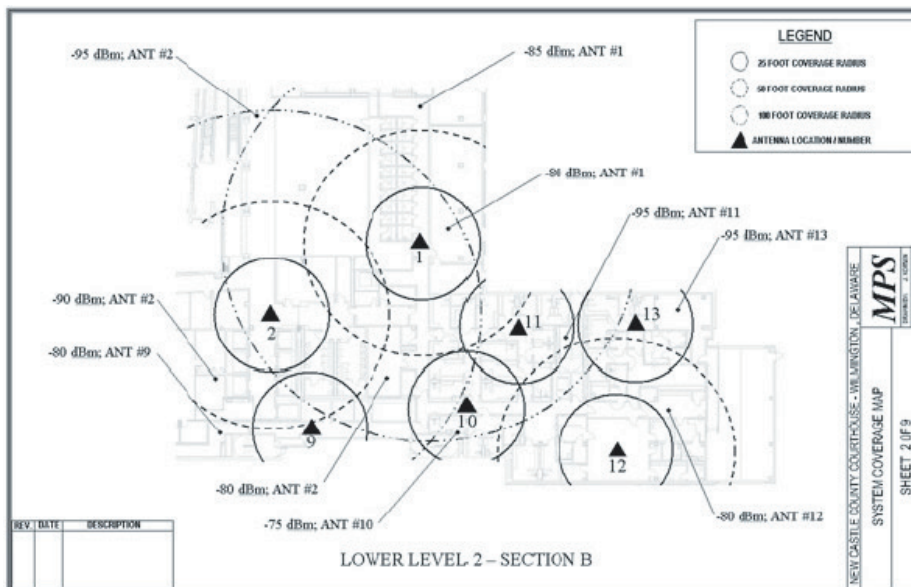 -95 dBm; ANT #2
-85 dBm; ANT #1
LEGEND
25 FOOT COVERAGE RADIUS
50 FOOT COVERAGE RADIUS
100 FOOT COVERAGE RADIUS
ANTENNA LOCATION / NUMBER
-80 dBm; ANT #1
-95 dBm; ANT #11
-95 dBm; ANT #13
1
2
11
13
-90 dBm; ANT #2
-80 dBm; ANT #9
10
9
12
-80 dBm; ANT #2
-75 dBm; ANT #10
-80 dBm; ANT #12
REV. DATE DESCRIPTION
LOWER LEVEL 2 – SECTION B
NEW CASTLE COUNTY COURTHOUSE - WILMINGTON, DELAWARE
SYSTEM COVERAGE MAP
SHEET 2 OF 9
MPS